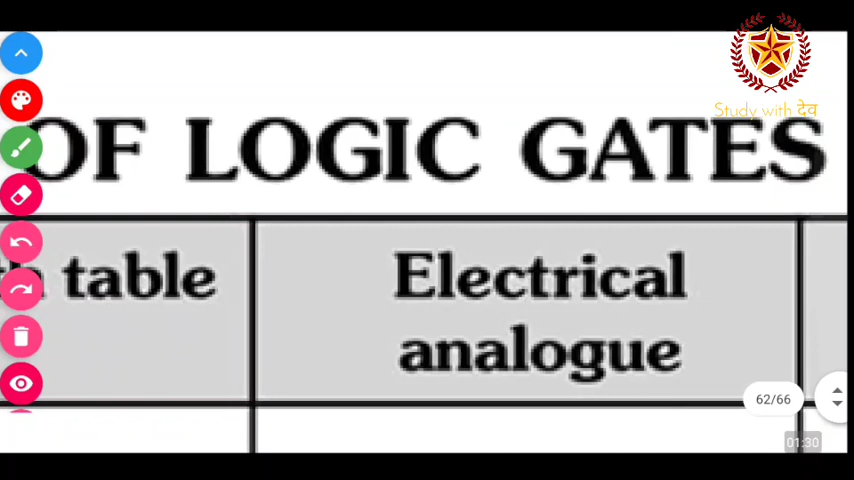 Study with देव
OF LOGIC GATES
table
Electrical
analogue
62/66
01:30